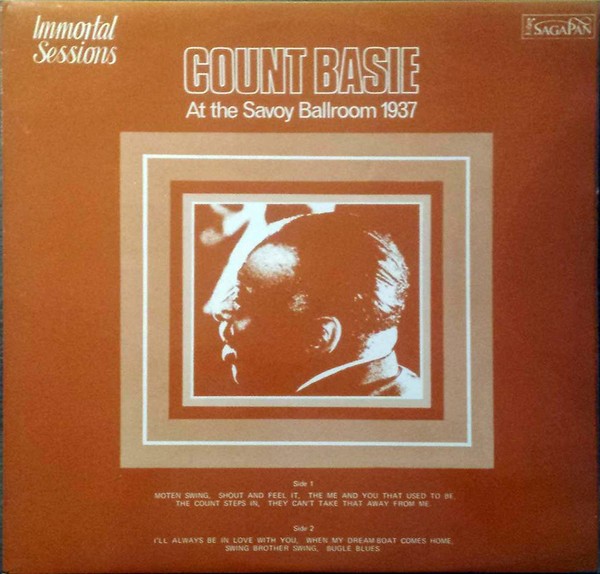 Immortal
Sessions
SAGAPAN
COUNT BASIE
At the Savoy Ballroom 1937
Side 1
MOTEN SWING, SHOUT AND FEEL IT, THE ME AND YOU THAT USED TO BE,
THE COUNT STEPS IN, THEY CAN'T TAKE THAT AWAY FROM ME.
Side 2
I'LL ALWAYS BE IN LOVE WITH YOU, WHEN MY DREAM-BOAT COMES HOME,
SWING BROTHER SWING, BUGLE BLUES.